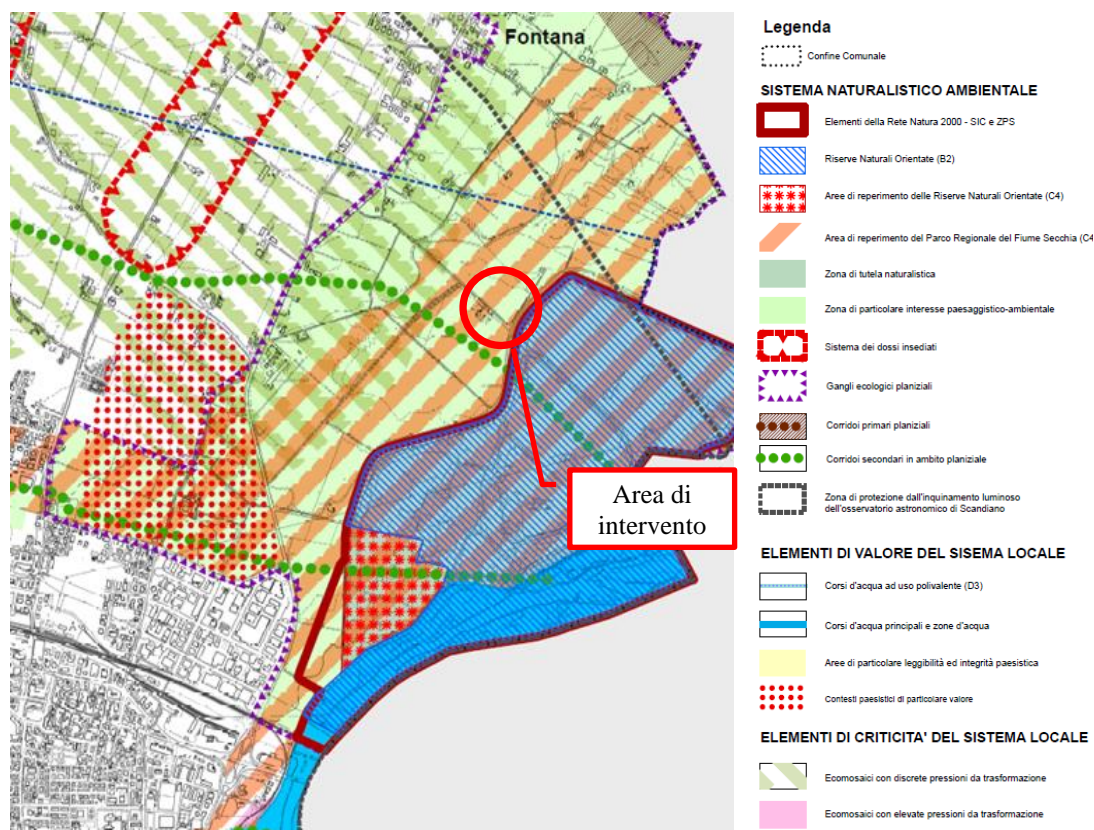 Fontana
Area di
intervento
Legenda
Confine Comunale
SISTEMA NATURALISTICO AMBIENTALE
Elementi della Rete Natura 2000 - SIC e ZPS
Riserve Naturali Orientate (B2)
Aree di reperimento delle Riserve Naturali Orientate (C4)
Area di reperimento del Parco Regionale del Fiume Secchia (C4
Zona di tutela naturalistica
Zona di particolare interesse paesaggistico-ambientale
Sistema dei dossi insediati
Gangli ecologici planiziali
Corridoi primari planiziali
Corridoi secondari in ambito planiziale
Zona di protezione dall'inquinamento luminoso
dell'osservatorio astronomico di Scandiano
ELEMENTI DI VALORE DEL SISEMA LOCALE
Corsi d'acqua ad uso polivalente (D3)
Corsi d'acqua principali e zone d'acqua
Aree di particolare leggibilità ed integrità paesistica
Contesti paesistici di particolare valore
ELEMENTI DI CRITICITA' DEL SISTEMA LOCALE
Ecomosaici con discrete pressioni da trasformazione
Ecomosaici con elevate pressioni da trasformazione